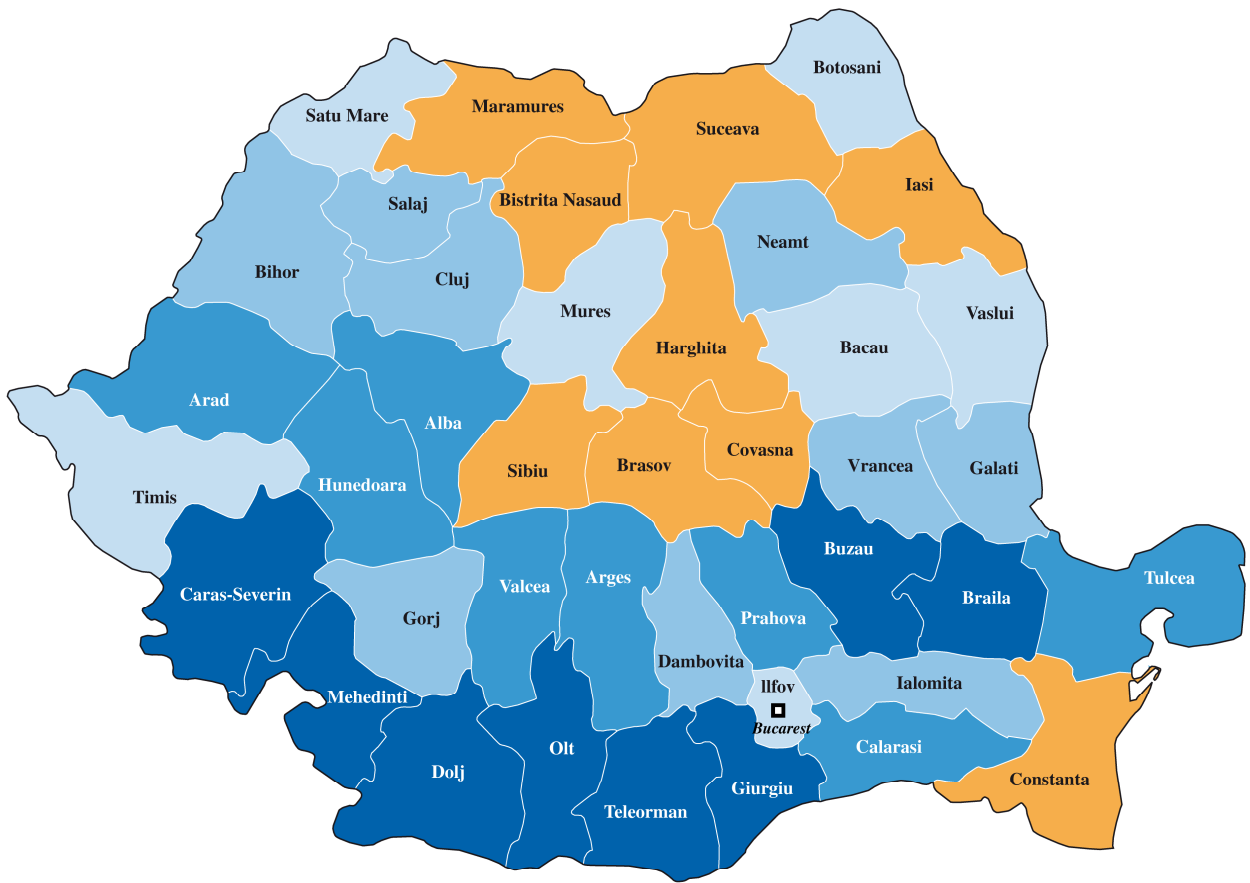 Botosani
Satu Mare
Maramures
Suceava
Iasi
Salaj
Bistrita Nasaud
Neamt
Bihor
Cluj
Mures
Vaslui
Harghita
Bacau
Arad
Alba
Covasna
Sibiu
Brasov
Vrancea
Galati
Hunedoara
Timis
Buzau
Tulcea
Caras-Severin
Valcea
Arges
Braila
Gorj
Prahova
Dambovita
Ialomita
Ilfov
Mehedinti
Bucarest
Olt
Calarasi
Dolj
Constanta
Giurgiu
Teleorman